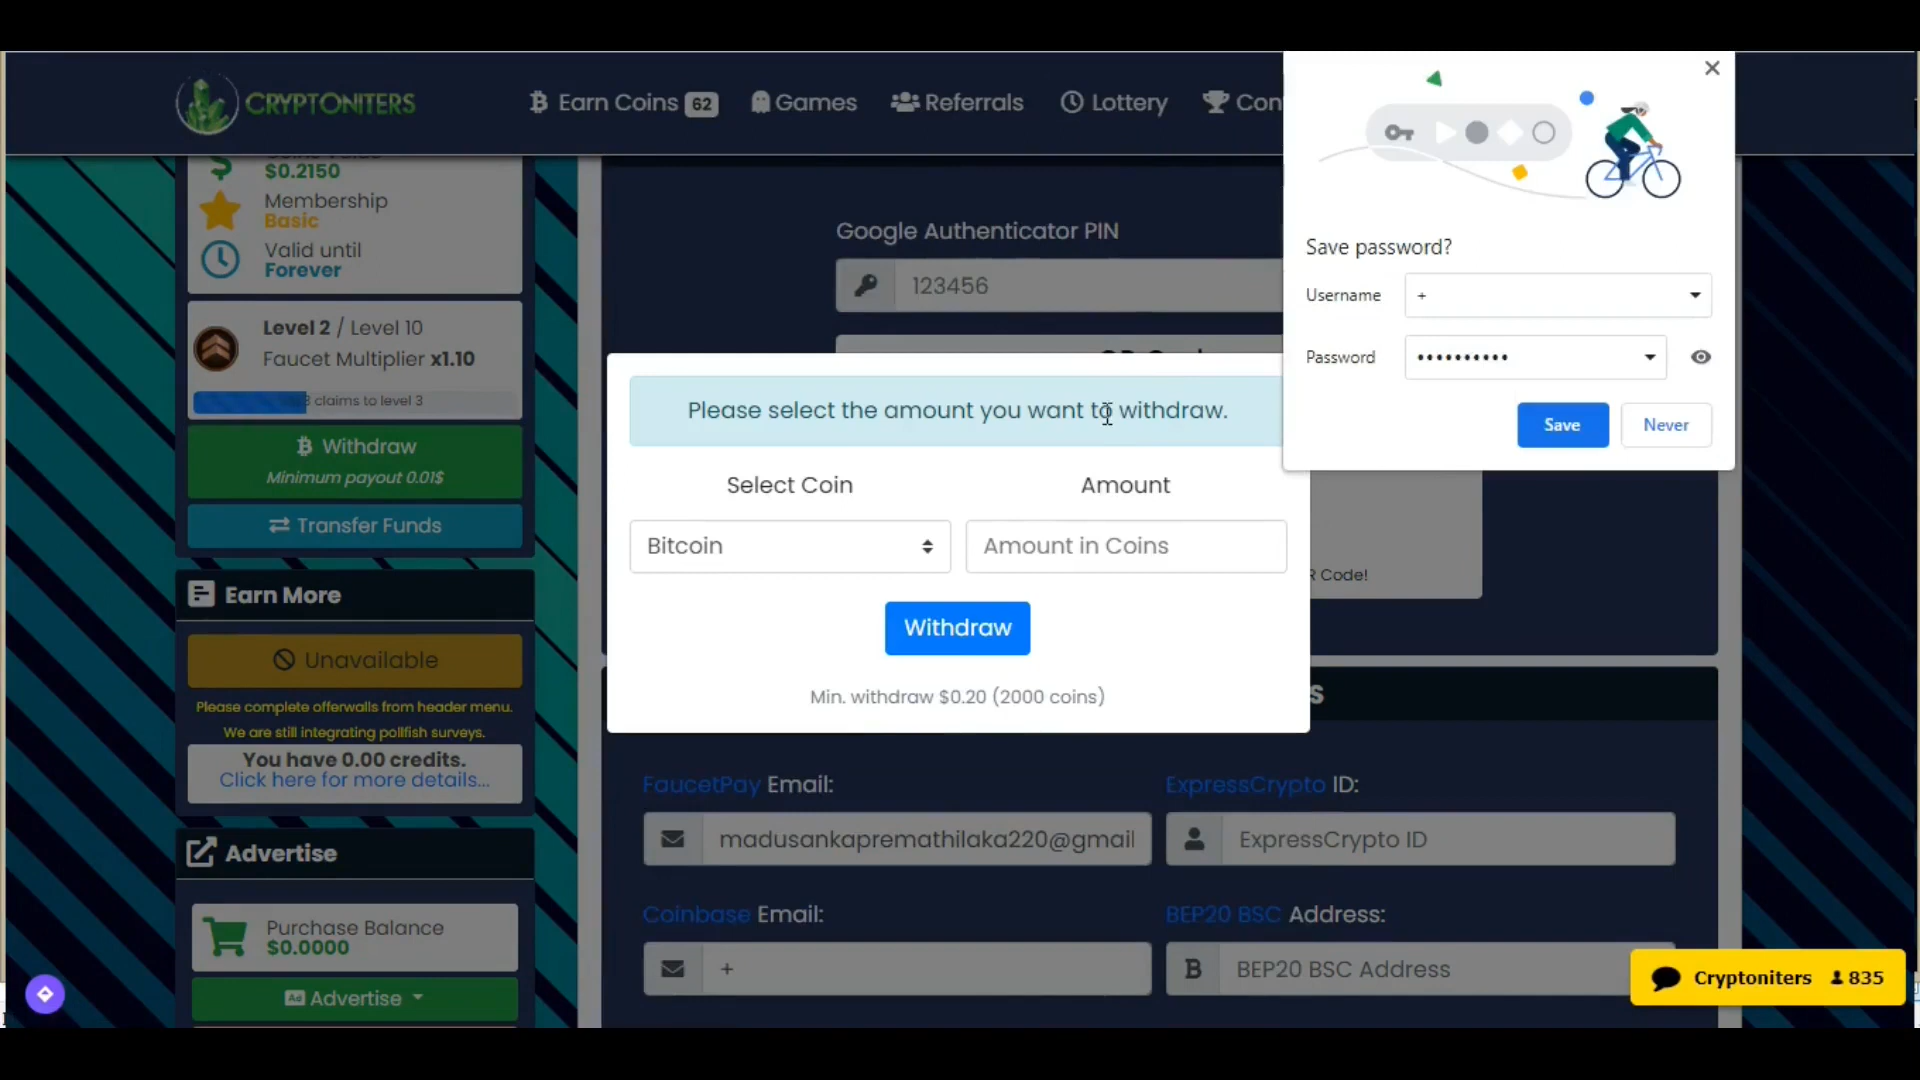 CRYPTONITERS
Earn Coins 62
Games
Referrals
Lottery
Con
$0.2150
Membership
Basic
Valid until
Forever
Level 2 / Level 10
Faucet Multiplier x1.10
claims to level 3
Withdraw
Minimum payout 0.01$
Transfer Funds
Earn More
Unavailable
Please complete offerwalls from header menu.
We are still integrating pollfish surveys.
You have 0.00 credits.
Click here for more details...
Advertise
Purchase Balance
$0.0000
Ad Advertise
Google Authenticator PIN
123456
Please select the amount you want to withdraw.
Select Coin
Amount
Bitcoin
Amount in Coins
Withdraw
Min. withdraw $0.20 (2000 coins)
R Code!
S
FaucetPay Email:
ExpressCrypto ID:
madusankapremathilaka220@gmail
ExpressCrypto ID
Coinbase Email:
BEP20 BSC Address:
+
BEP20 BSC Address
Save password?
Username
+
Password
••••••••••
Save
Never
Cryptoniters 835